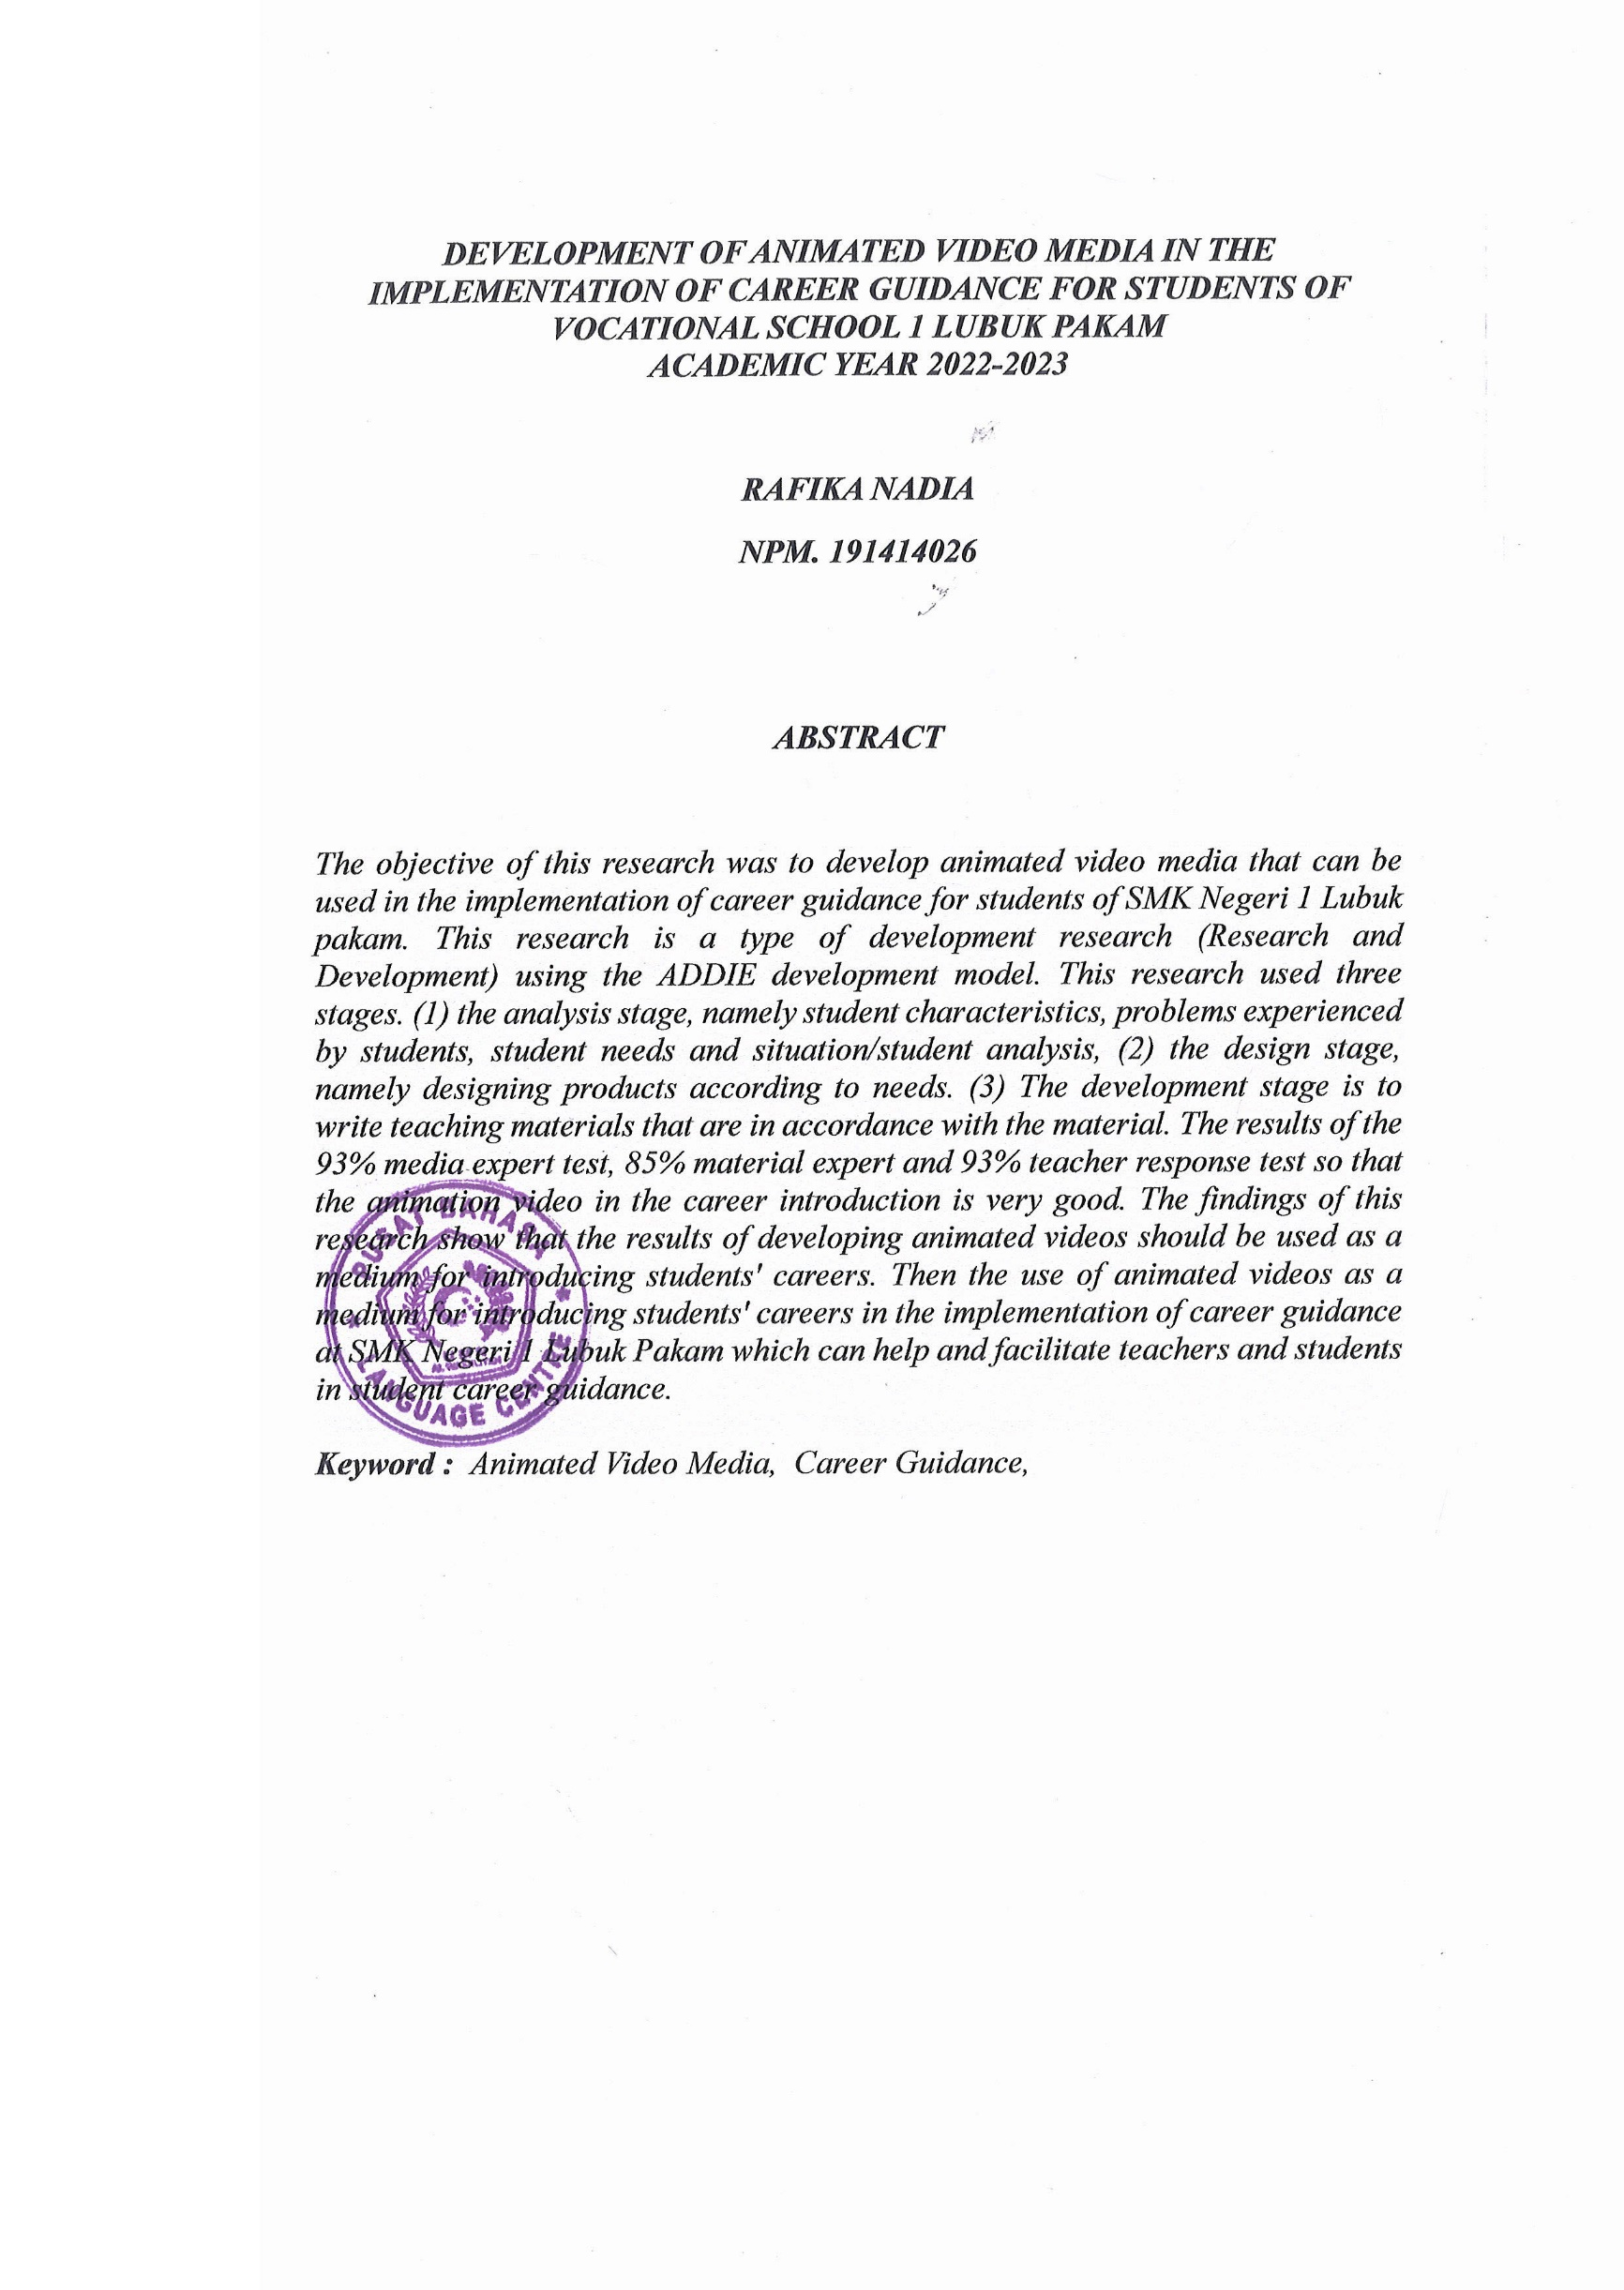 DEVELOPMENT OF ANIMATED VIDEO MEDIA IN THE
IMPLEMENTATION OF CAREER GUIDANCE FOR STUDENTS OF
VOCATIONAL SCHOOL 1 LUBUK PAKAM
ACADEMIC YEAR 2022-2023
RAFIKA NADIA
NPM. 191414026
ABSTRACT
The objective of this research was to develop animated video media that can be
used in the implementation of career guidance for students of SMK Negeri 1 Lubuk
pakam. This research is a type of development research (Research and
Development) using the ADDIE development model. This research used three
stages. (1) the analysis stage, namely student characteristics, problems experienced
by students, student needs and situation/student analysis, (2) the design stage,
namely designing products according to needs. (3) The development stage is to
write teaching materials that are in accordance with the material. The results of the
93% media expert test, 85% material expert and 93% teacher response test so that
the animation video in the career introduction is very good. The findings of this
research show that the results of developing animated videos should be used as a
medium for introducing students' careers. Then the use of animated videos as a
medium for introducing students' careers in the implementation of career guidance
at SMK Negeri 1 Lubuk Pakam which can help and facilitate teachers and students
in student career guidance.
PUSAT BAHASA
LANGUAGE CENTRE
Keyword : Animated Video Media, Career Guidance,